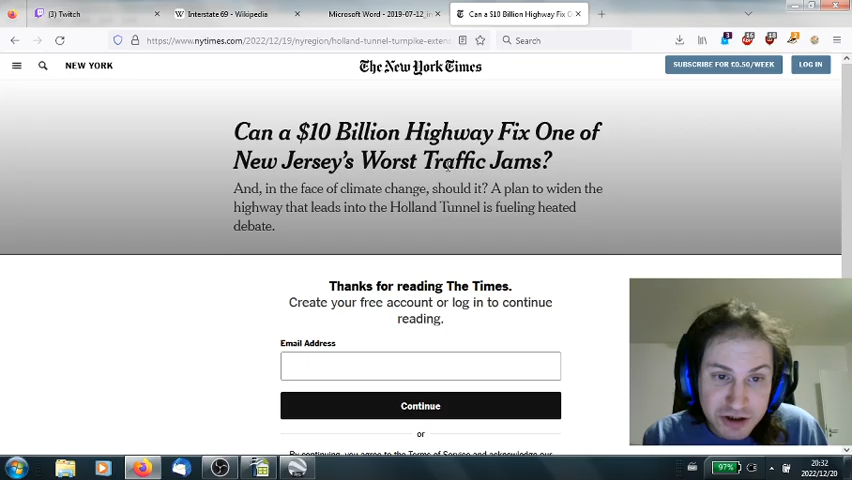 (3) Twitch
Interstate 69 - Wikipedia
Microsoft Word - 2019-07-12_in
Can a $10 Billion Highway Fix O
https://www.nytimes.com/2022/12/19/nyregion/holland-tunnel-turnpike-exten
Search
NEW YORK
The New York Times
SUBSCRIBE FOR €0.50/WEEK
LOG IN
Can a $10 Billion Highway Fix One of
New Jersey's Worst Traffic Jams?
And, in the face of climate change, should it? A plan to widen the
highway that leads into the Holland Tunnel is fueling heated
debate.
Thanks for reading The Times.
Create your free account or log in to continue
reading.
Email Address
Continue
or
By continuing, you agree to the Terms of Service and acknowledge our
97%
20:32
2022/12/20